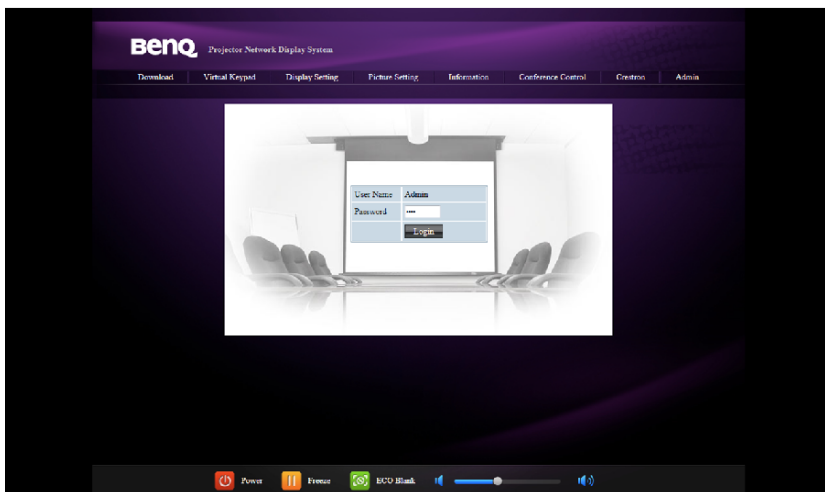 BenQ Projector Network Display System
Download Virtual Keypad Display Setting Picture Setting Information Conference Control Crestron Admin
User Name Admin
Password ••••
Login
Power Freeze ECO Blank